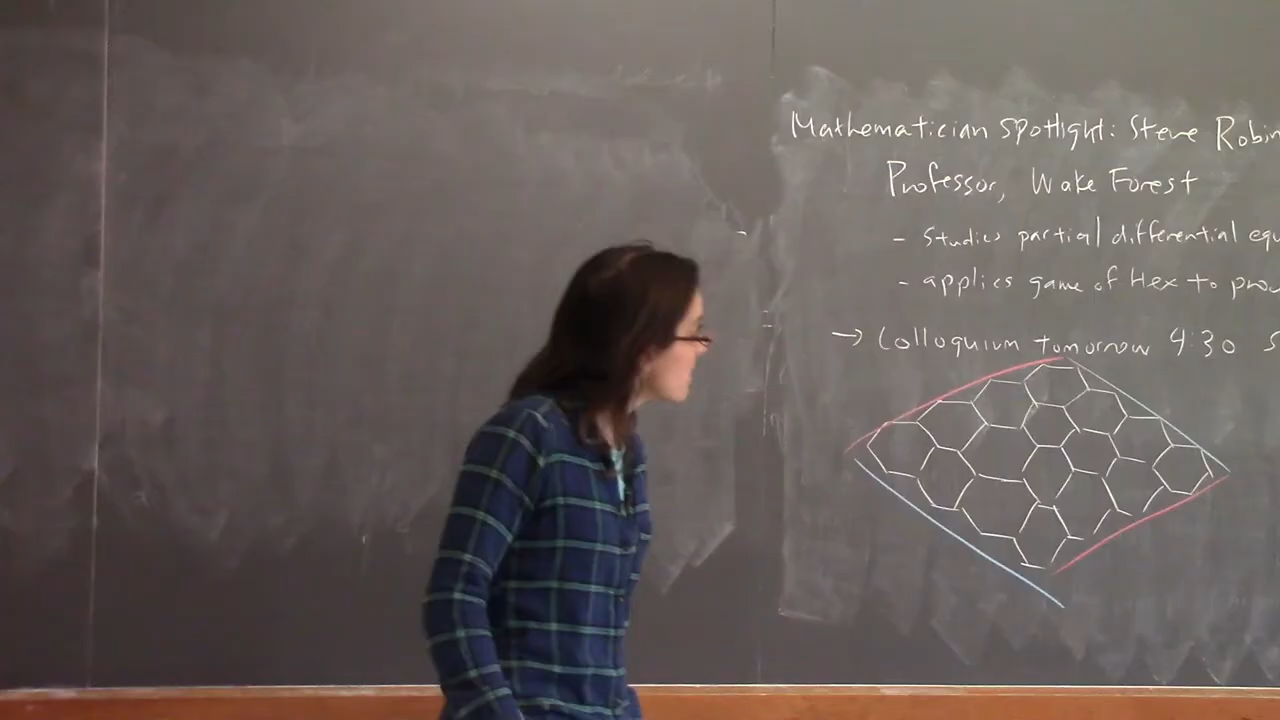 Mathematician Spotlight: Steve Robin
Professor, Wake Forest
- Studies partial differential equ
- applies game of Hex to prov
→ Colloquium tomorrow 4:30 S